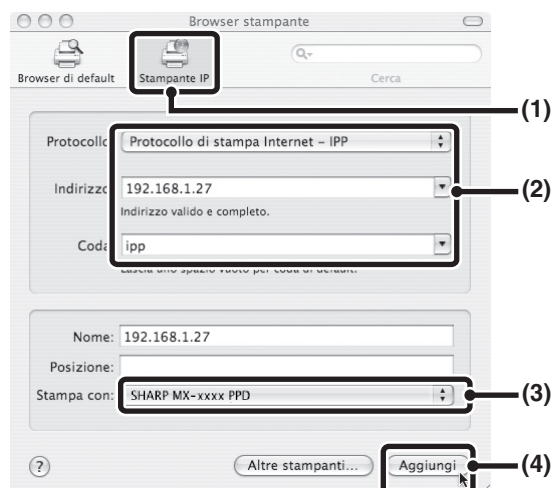 Browser stampante
Browser di default
Stampante IP
Cerca
(1)
Protocollo
Protocollo di stampa Internet – IPP
Indirizzo
192.168.1.27
(2)
Indirizzo valido e completo.
Coda
ipp
Lascia uno spazio vuoto per coda di default.
Nome: 192.168.1.27
Posizione:
Stampa con: SHARP MX-xxxx PPD
(3)
?
Altre stampanti...
Aggiungi
(4)